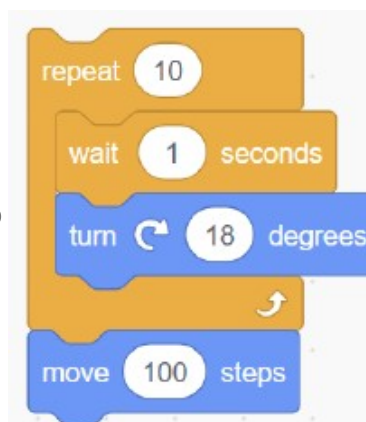 repeat 10
wait 1 seconds
turn 18 degrees
move 100 steps